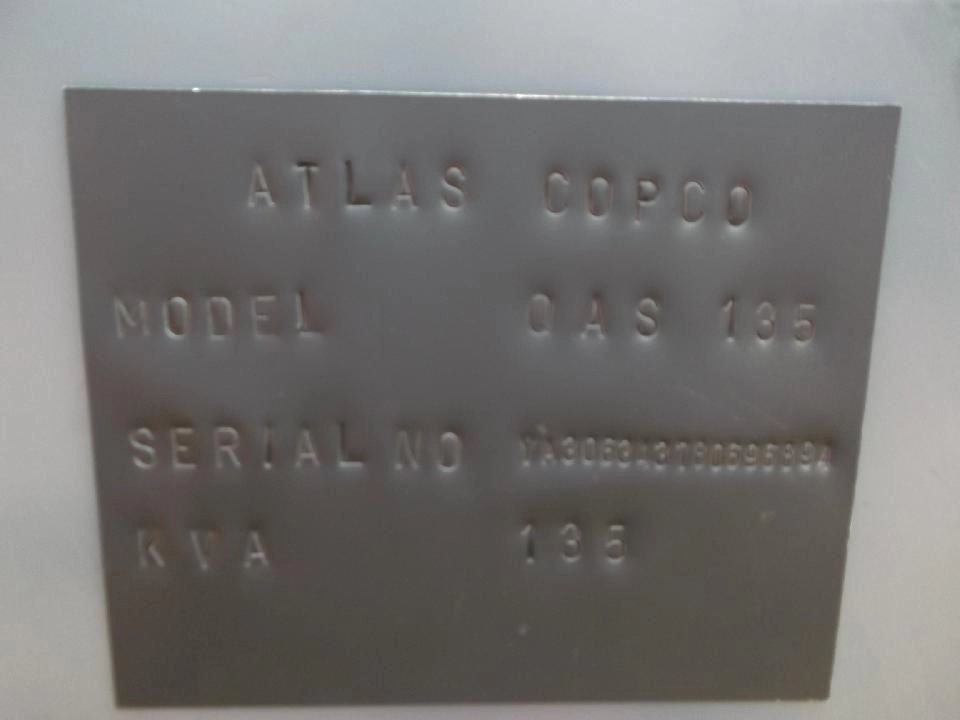 ATLAS COPCO
MODEL QAS 135
SERIAL NO
KVA 135